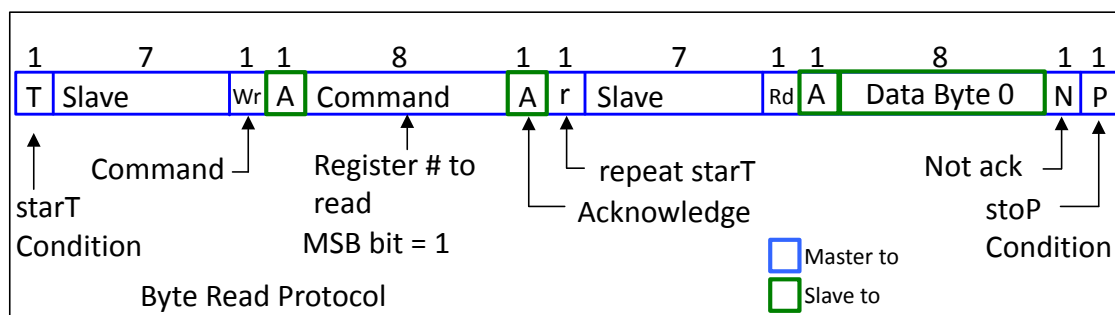 1 7 1 1 8 1 1 7 1 1 8 1 1
T Slave Wr A Command A r Slave Rd A Data Byte 0 N P
Command
starT
Condition
Register # to
read
MSB bit = 1
repeat starT
Acknowledge
Not ack
stoP
Condition
Master to
Slave to
Byte Read Protocol